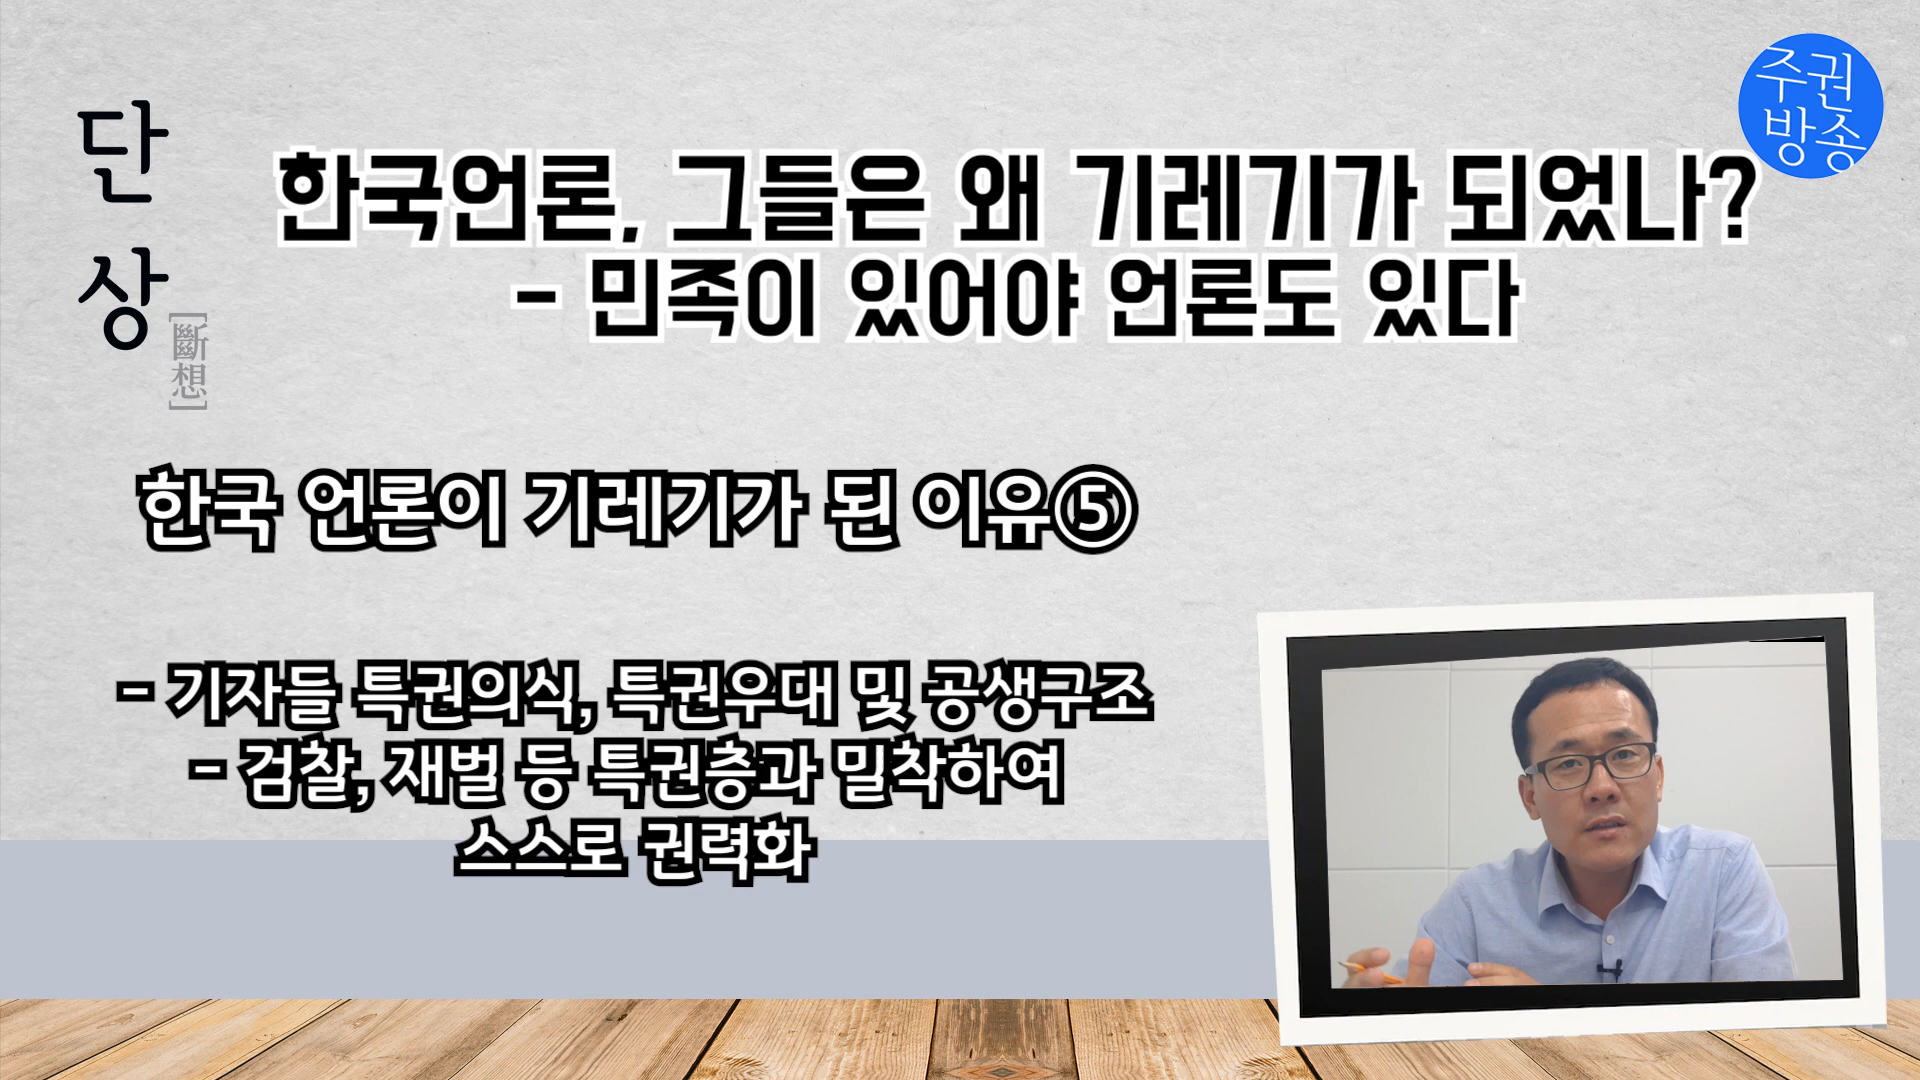 단상
[斷想]
주권
방송
한국언론, 그들은 왜 기레기가 되었나?
- 민족이 있어야 언론도 있다
한국 언론이 기레기가 된 이유⑤
- 기자들 특권의식, 특권우대 및 공생구조
- 검찰, 재벌 등 특권층과 밀착하여
스스로 권력화